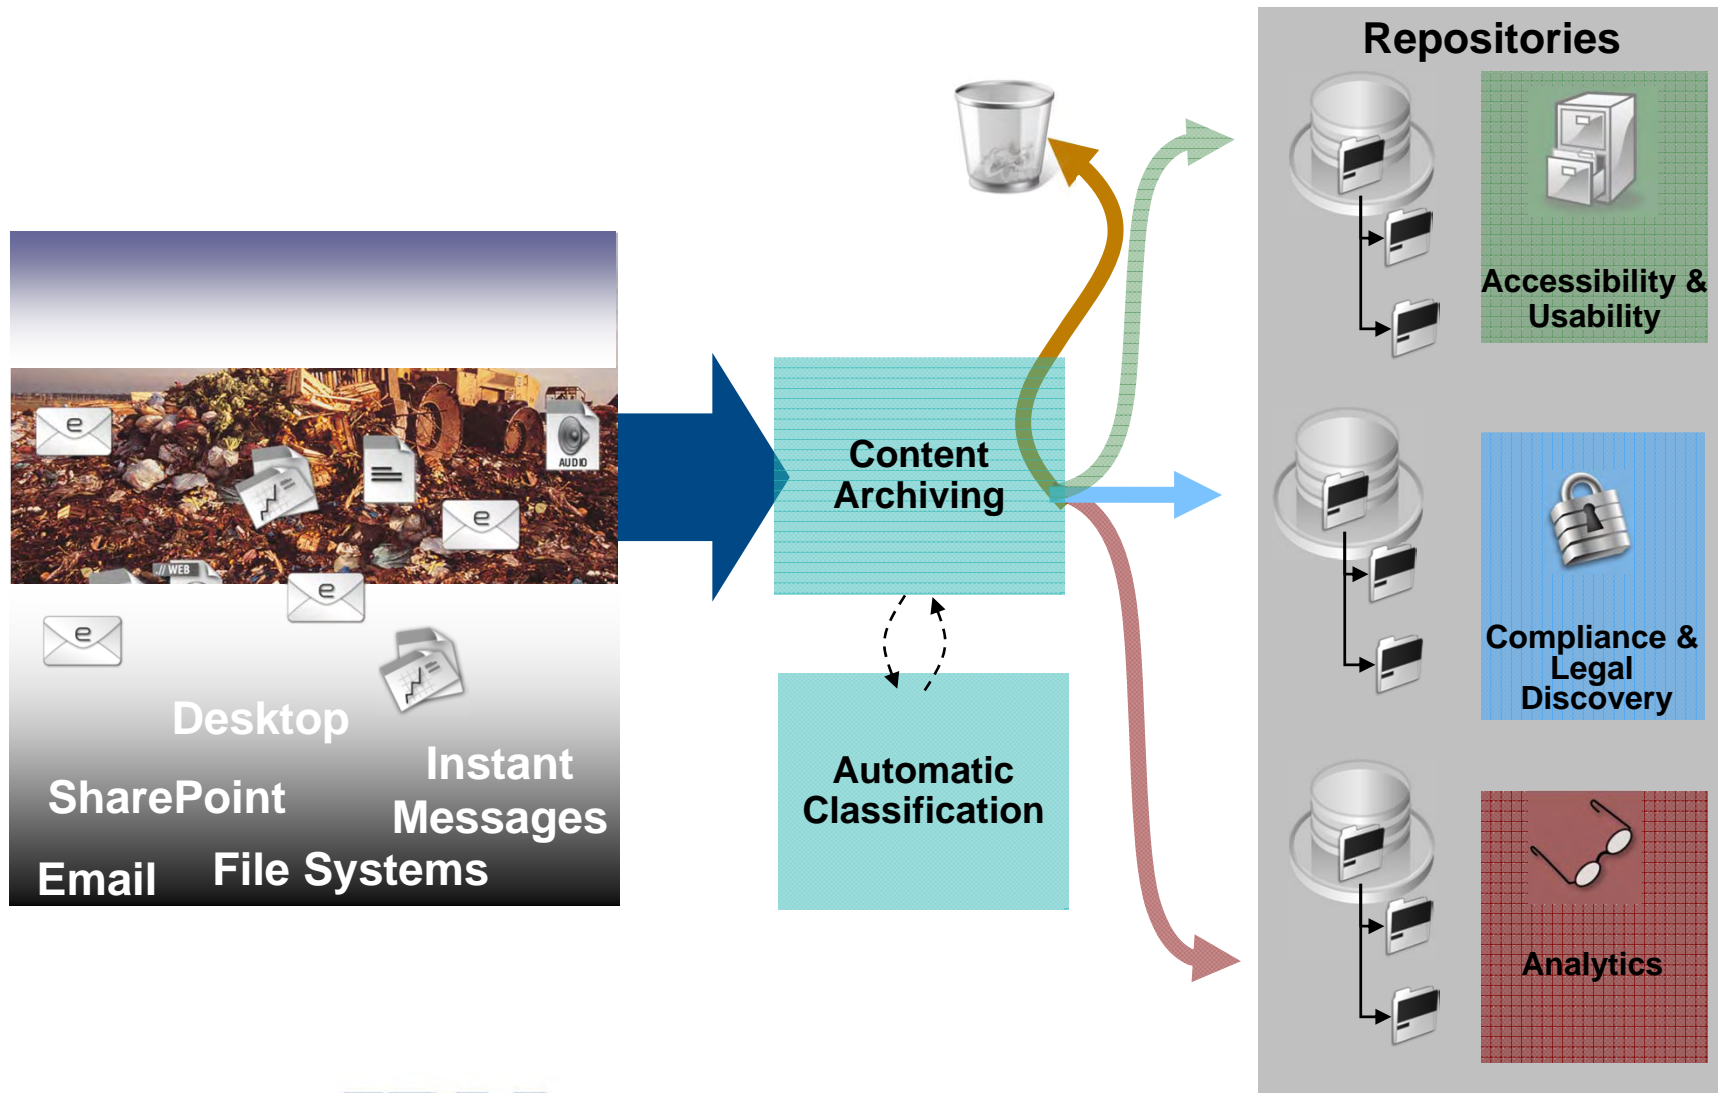 Repositories
Accessibility &
Usability
e
AUDIO
e
.// WEB
e
e
Content
Archiving
Compliance &
Legal
Discovery
Desktop
Instant
Messages
SharePoint
File Systems
Email
Automatic
Classification
Analytics